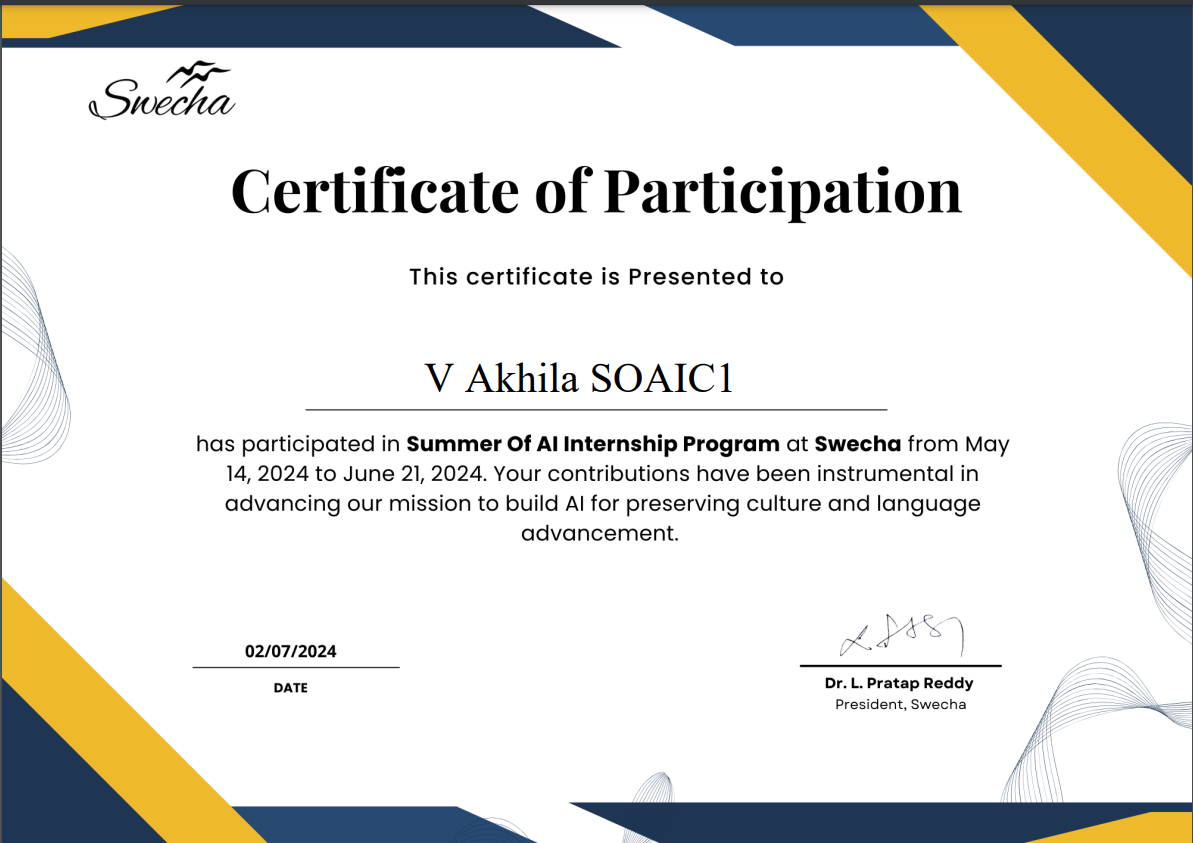 Swecha
Certificate of Participation
This certificate is Presented to
V Akhila SOAIC1
has participated in Summer Of AI Internship Program at Swecha from May
14, 2024 to June 21, 2024. Your contributions have been instrumental in
advancing our mission to build AI for preserving culture and language
advancement.
02/07/2024
DATE
Dr. L. Pratap Reddy
President, Swecha